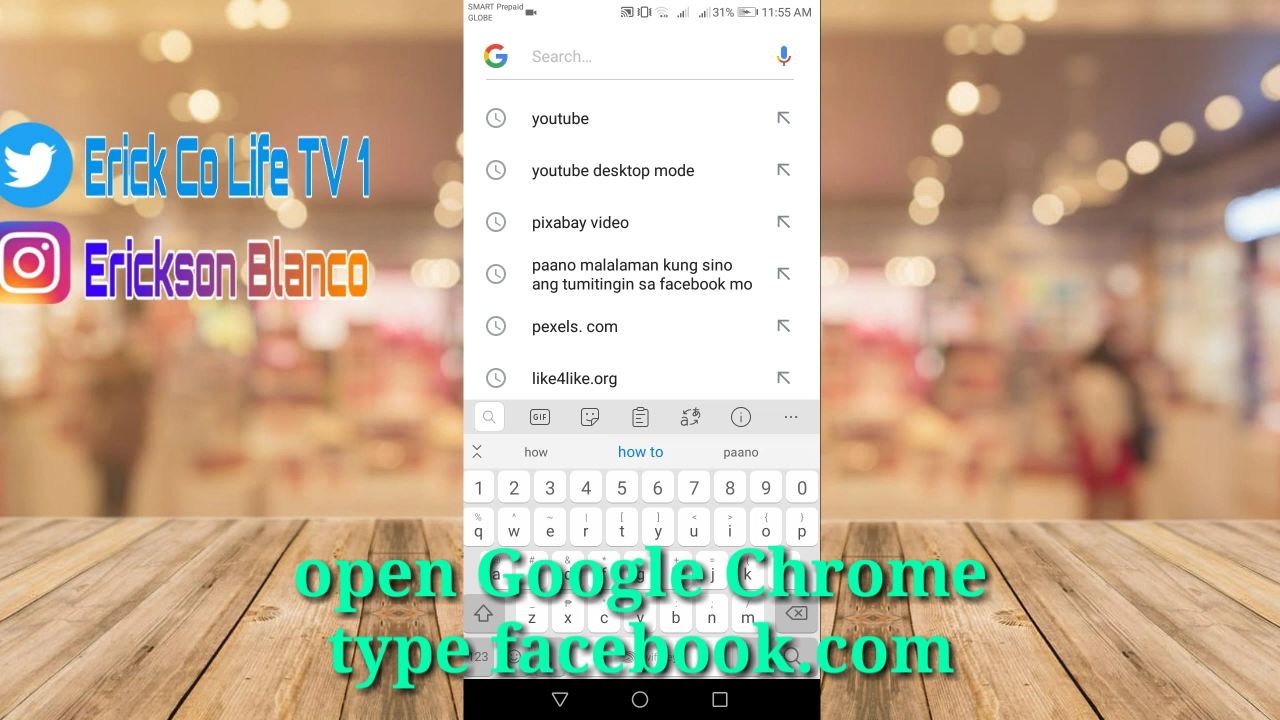 SMART Prepaid
GLOBE
31% 11:55 AM
Search...
youtube
youtube desktop mode
pixabay video
paano malalaman kung sino
ang tumitingin sa facebook mo
pexels. com
like4like.org
Erick Co Life TV 1
Erickson Blanco
GIF
how how to paano
1 2 3 4 5 6 7 8 9 0
q w e r t y u i o p
z x c v b n m
open Google Chrome
type facebook.com